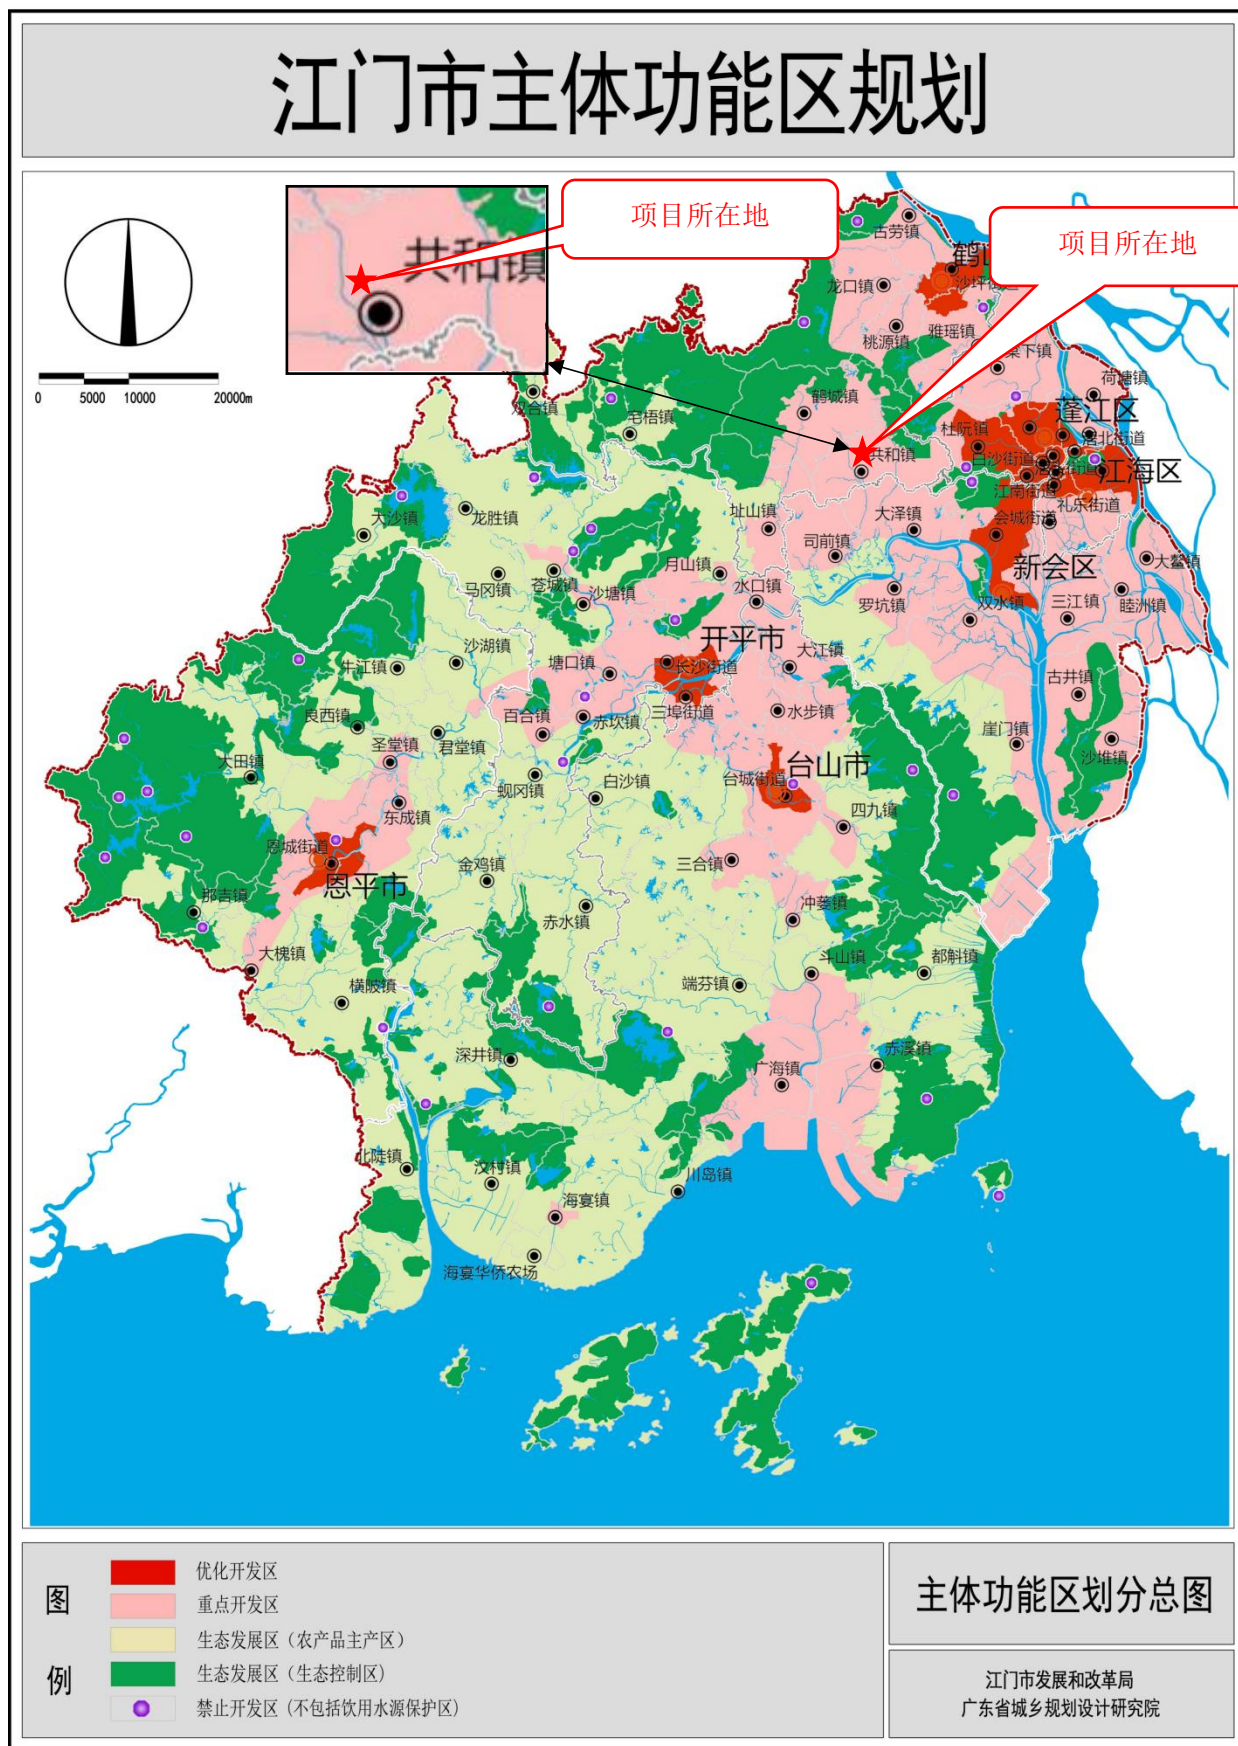 江门市主体功能区规划
项目所在地
项目所在地
共和镇
0 5000 10000 20000m
古劳镇
沙坪街道
龙口镇
桃源镇
雅瑶镇
棠下镇
荷塘镇
双合镇
宅梧镇
鹤城镇
共和镇
杜阮镇
蓬江区
江海区
白沙街道
江南街道
礼乐街道
会城街道
大沙镇
龙胜镇
址山镇
司前镇
大泽镇
新会区
大鳌镇
马冈镇
苍城镇
沙塘镇
月山镇
水口镇
罗坑镇
双水镇
三江镇
睦洲镇
牛江镇
沙湖镇
塘口镇
开平市
长沙街道
大江镇
古井镇
良西镇
圣堂镇
君堂镇
百合镇
赤坎镇
三埠街道
水步镇
崖门镇
沙堆镇
大田镇
蚬冈镇
白沙镇
台山市
台城街道
四九镇
东成镇
恩城街道
恩平市
金鸡镇
三合镇
冲蒌镇
那吉镇
赤水镇
大槐镇
横陂镇
端芬镇
斗山镇
都斛镇
深井镇
广海镇
赤溪镇
北陡镇
汶村镇
川岛镇
海宴镇
海宴华侨农场
图例
优化开发区
重点开发区
生态发展区（农产品主产区）
生态发展区（生态控制区）
禁止开发区（不包括饮用水源保护区）
主体功能区划分总图
江门市发展和改革局
广东省城乡规划设计研究院